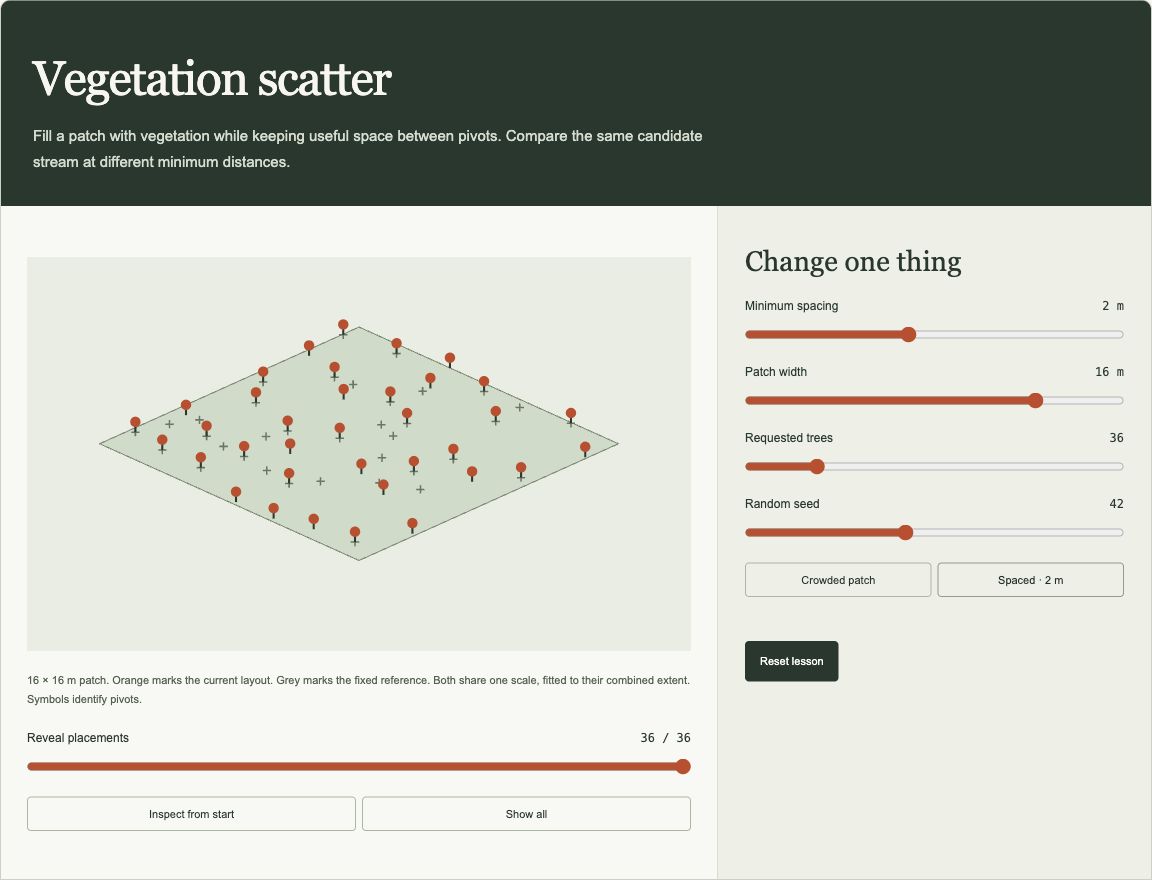 Vegetation scatter
Fill a patch with vegetation while keeping useful space between pivots. Compare the same candidate
stream at different minimum distances.
16 × 16 m patch. Orange marks the current layout. Grey marks the fixed reference. Both share one scale, fitted to their combined extent.
Symbols identify pivots.
Reveal placements 36 / 36
Inspect from start Show all
Change one thing
Minimum spacing 2 m
Patch width 16 m
Requested trees 36
Random seed 42
Crowded patch Spaced · 2 m
Reset lesson